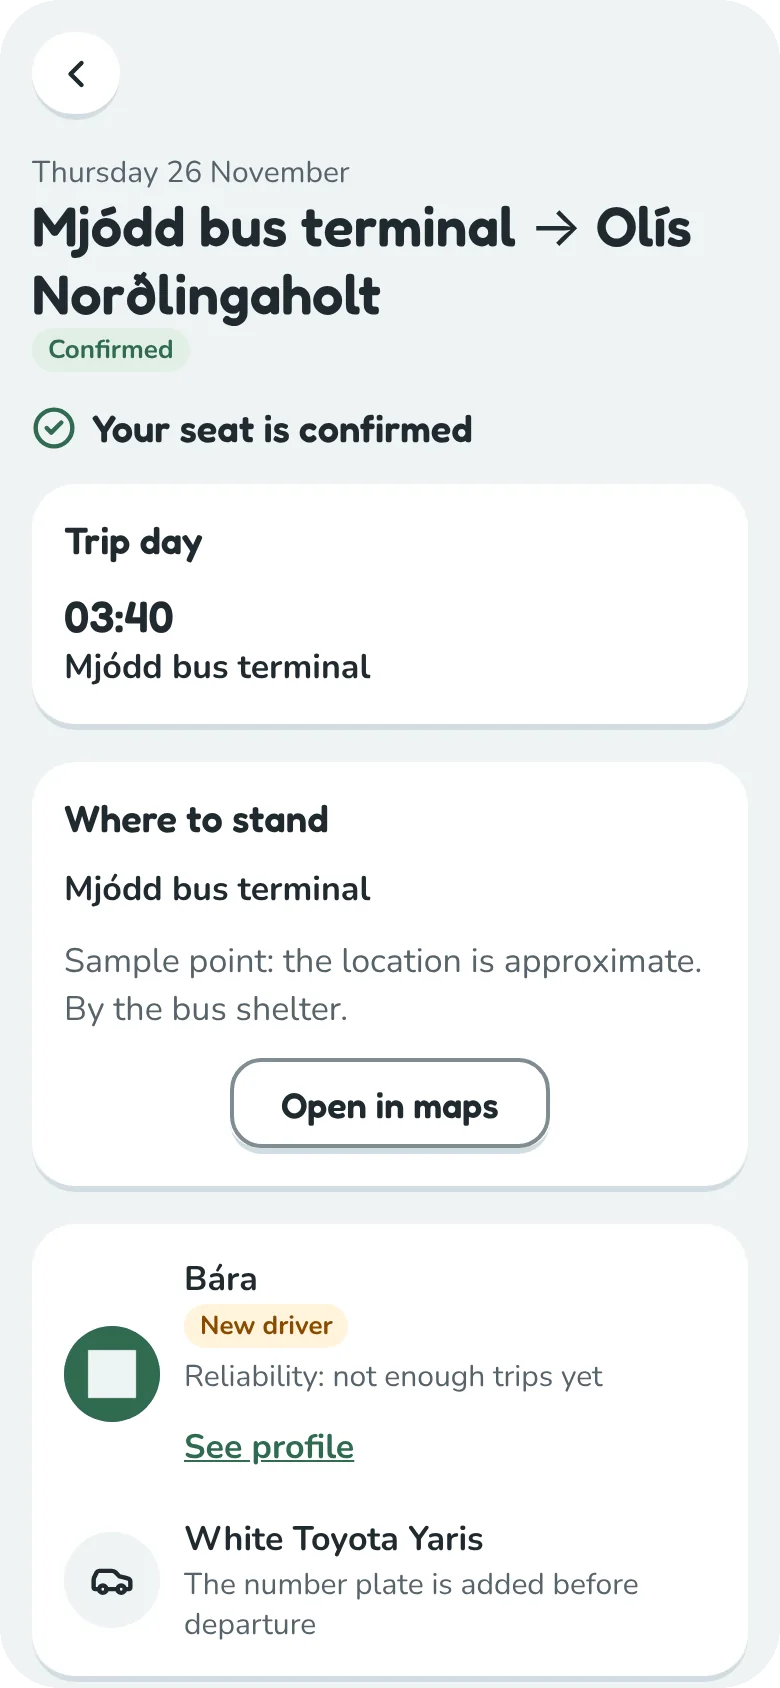 Thursday 26 November
Mjódd bus terminal → Olís
Norðlingaholt
Confirmed
Your seat is confirmed
Trip day
03:40
Mjódd bus terminal
Where to stand
Mjódd bus terminal
Sample point: the location is approximate.
By the bus shelter.
Open in maps
Bára
New driver
Reliability: not enough trips yet
See profile
White Toyota Yaris
The number plate is added before
departure